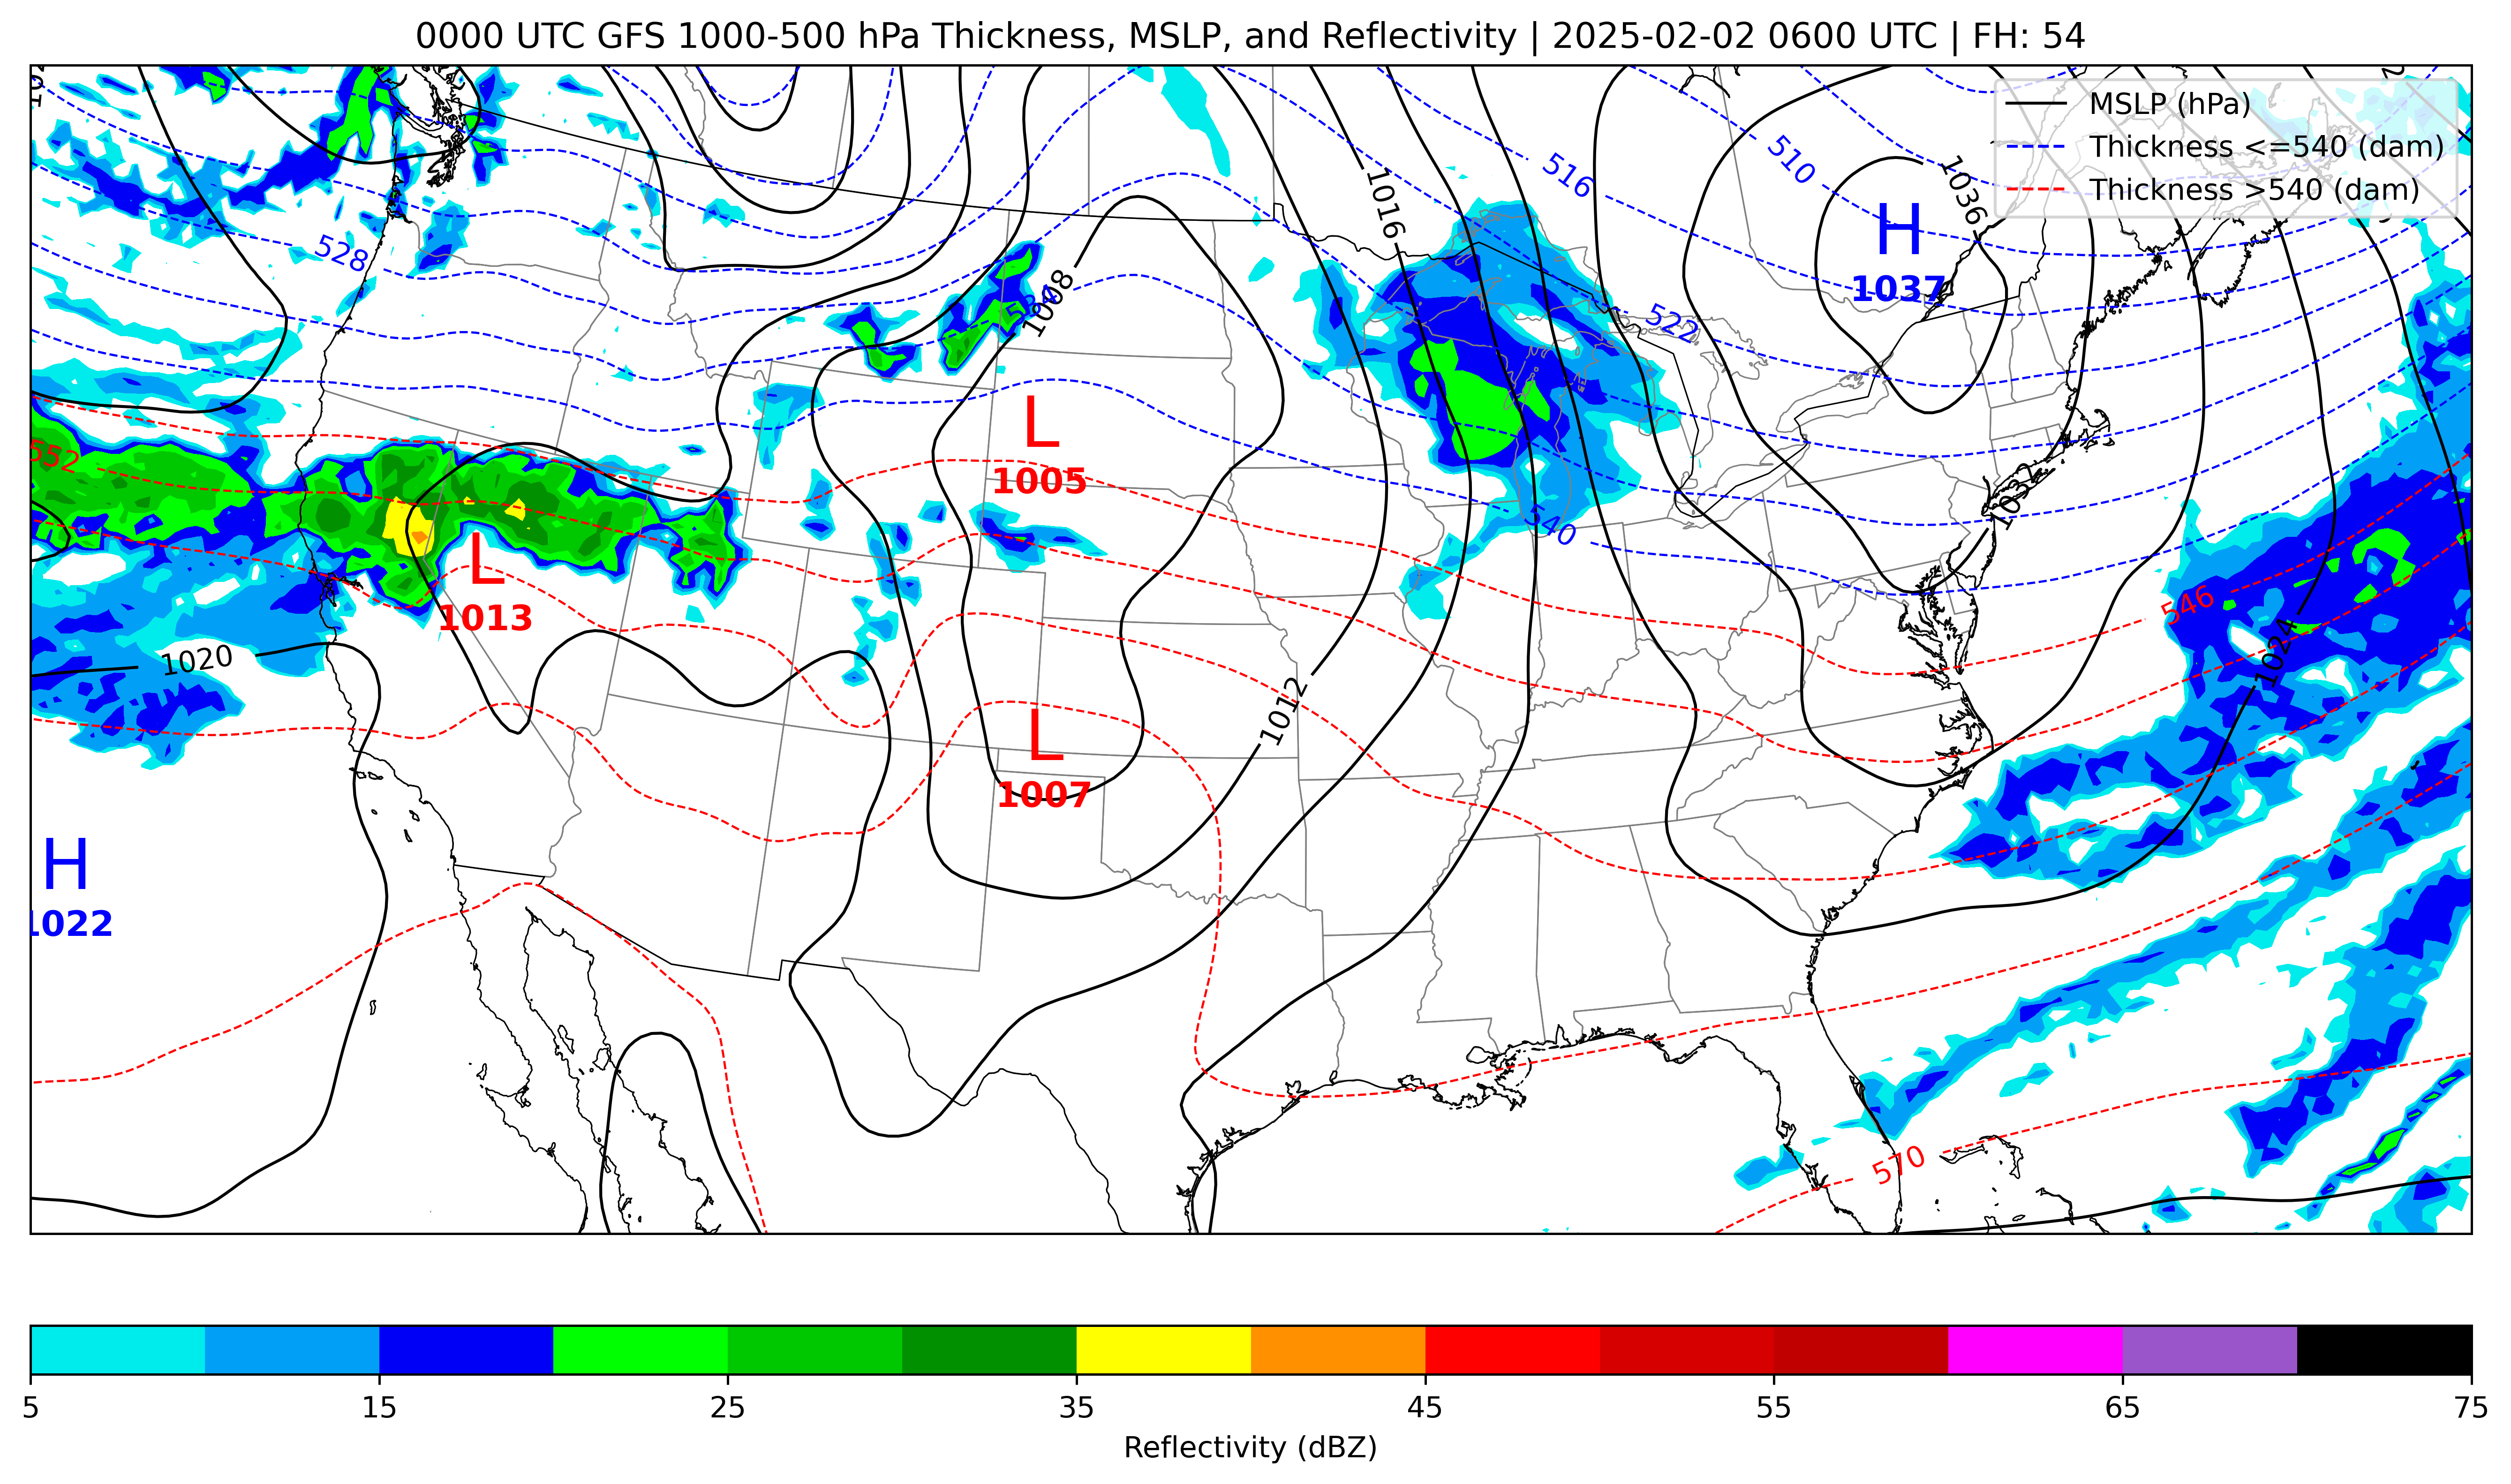 0000 UTC GFS 1000-500 hPa Thickness, MSLP, and Reflectivity | 2025-02-02 0600 UTC | FH: 54
MSLP (hPa)
Thickness <=540 (dam)
Thickness >540 (dam)
516
510
1036
1016
H
1037
528
534
1008
522
L
1005
552
1032
540
L
1013
546
1024
1020
1012
L
1007
H
1022
570
5 15 25 35 45 55 65 75
Reflectivity (dBZ)